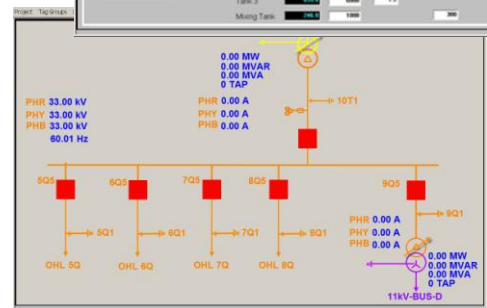 Tank 3
Mixing Tank 246.0 1000 300
Project Tag Groups
0.00 MW
0.00 MVAR
0.00 MVA
0 TAP
PHR 33.00 kV
PHY 33.00 kV
PHB 33.00 kV
60.01 Hz
PHR 0.00 A
PHY 0.00 A
PHB 0.00 A
10T1
5Q5
6Q5
7Q5
8Q5
9Q5
5Q1
6Q1
7Q1
8Q1
9Q1
PHR 0.00 A
PHY 0.00 A
PHB 0.00 A
OHL 5Q
OHL 6Q
OHL 7Q
OHL 8Q
0.00 MW
0.00 MVAR
0.00 MVA
0 TAP
11kV-BUS-D